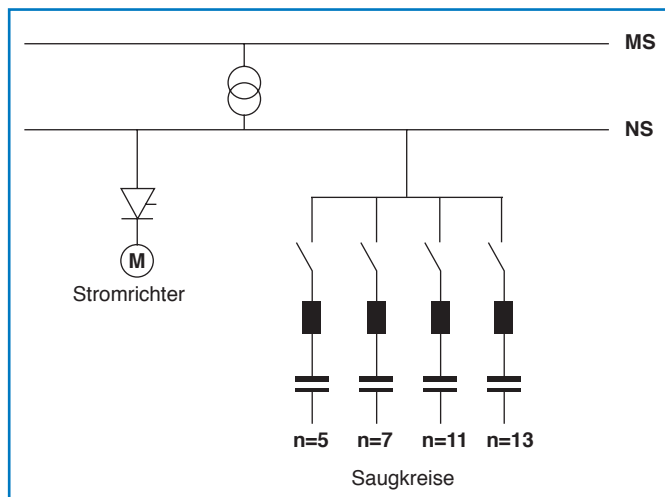 MS
NS
M
Stromrichter
n=5 n=7 n=11 n=13
Saugkreise